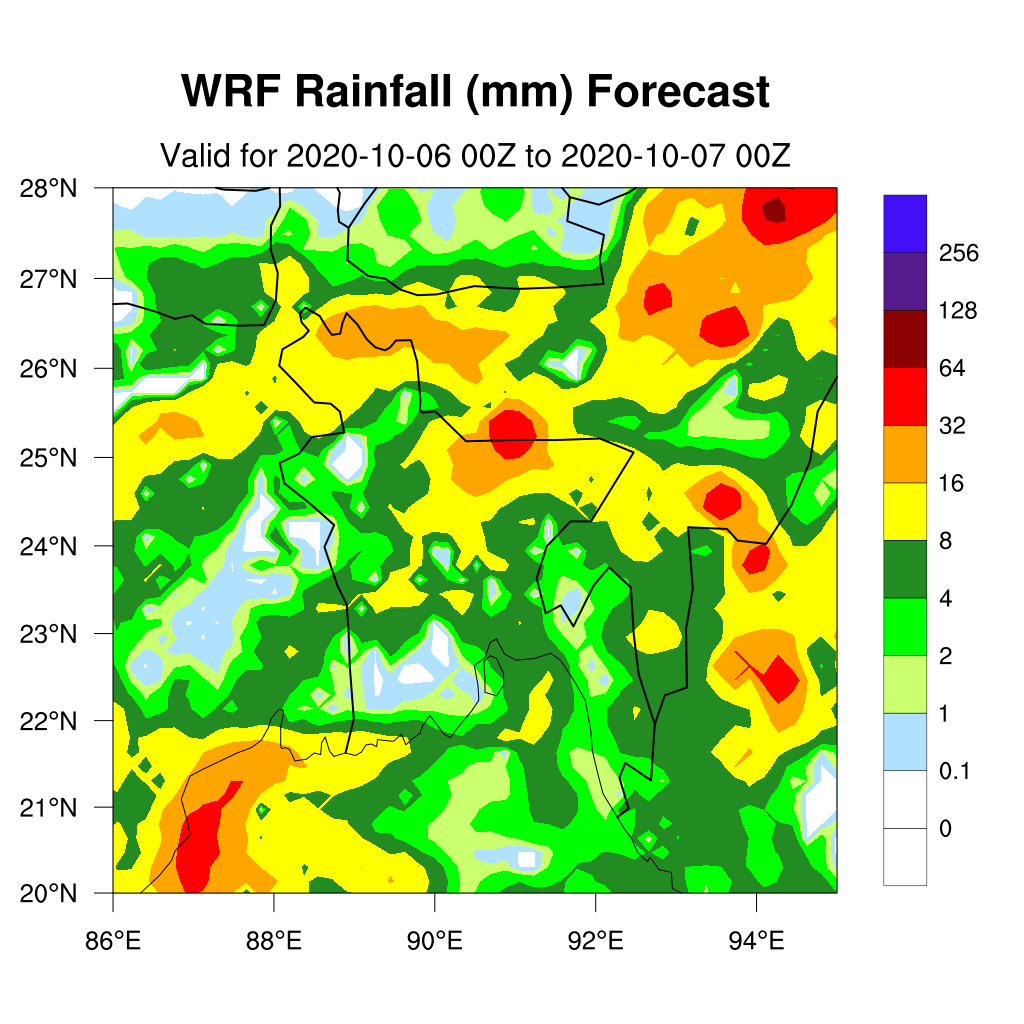 WRF Rainfall (mm) Forecast
Valid for 2020-10-06 00Z to 2020-10-07 00Z
28°N
27°N
26°N
25°N
24°N
23°N
22°N
21°N
20°N
86°E 88°E 90°E 92°E 94°E
256
128
64
32
16
8
4
2
1
0.1
0